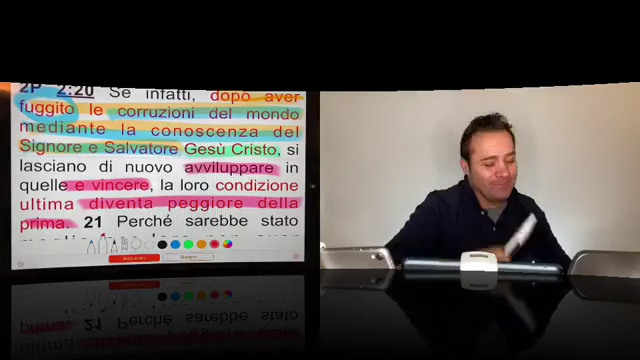 2P 2:20 Se infatti, dopo aver
fuggito le corruzioni del mondo
mediante la conoscenza del
Signore e Salvatore Gesù Cristo, si
lasciano di nuovo avviluppare in
quelle e vincere, la loro condizione
ultima diventa peggiore della
prima. 21 Perché sarebbe stato